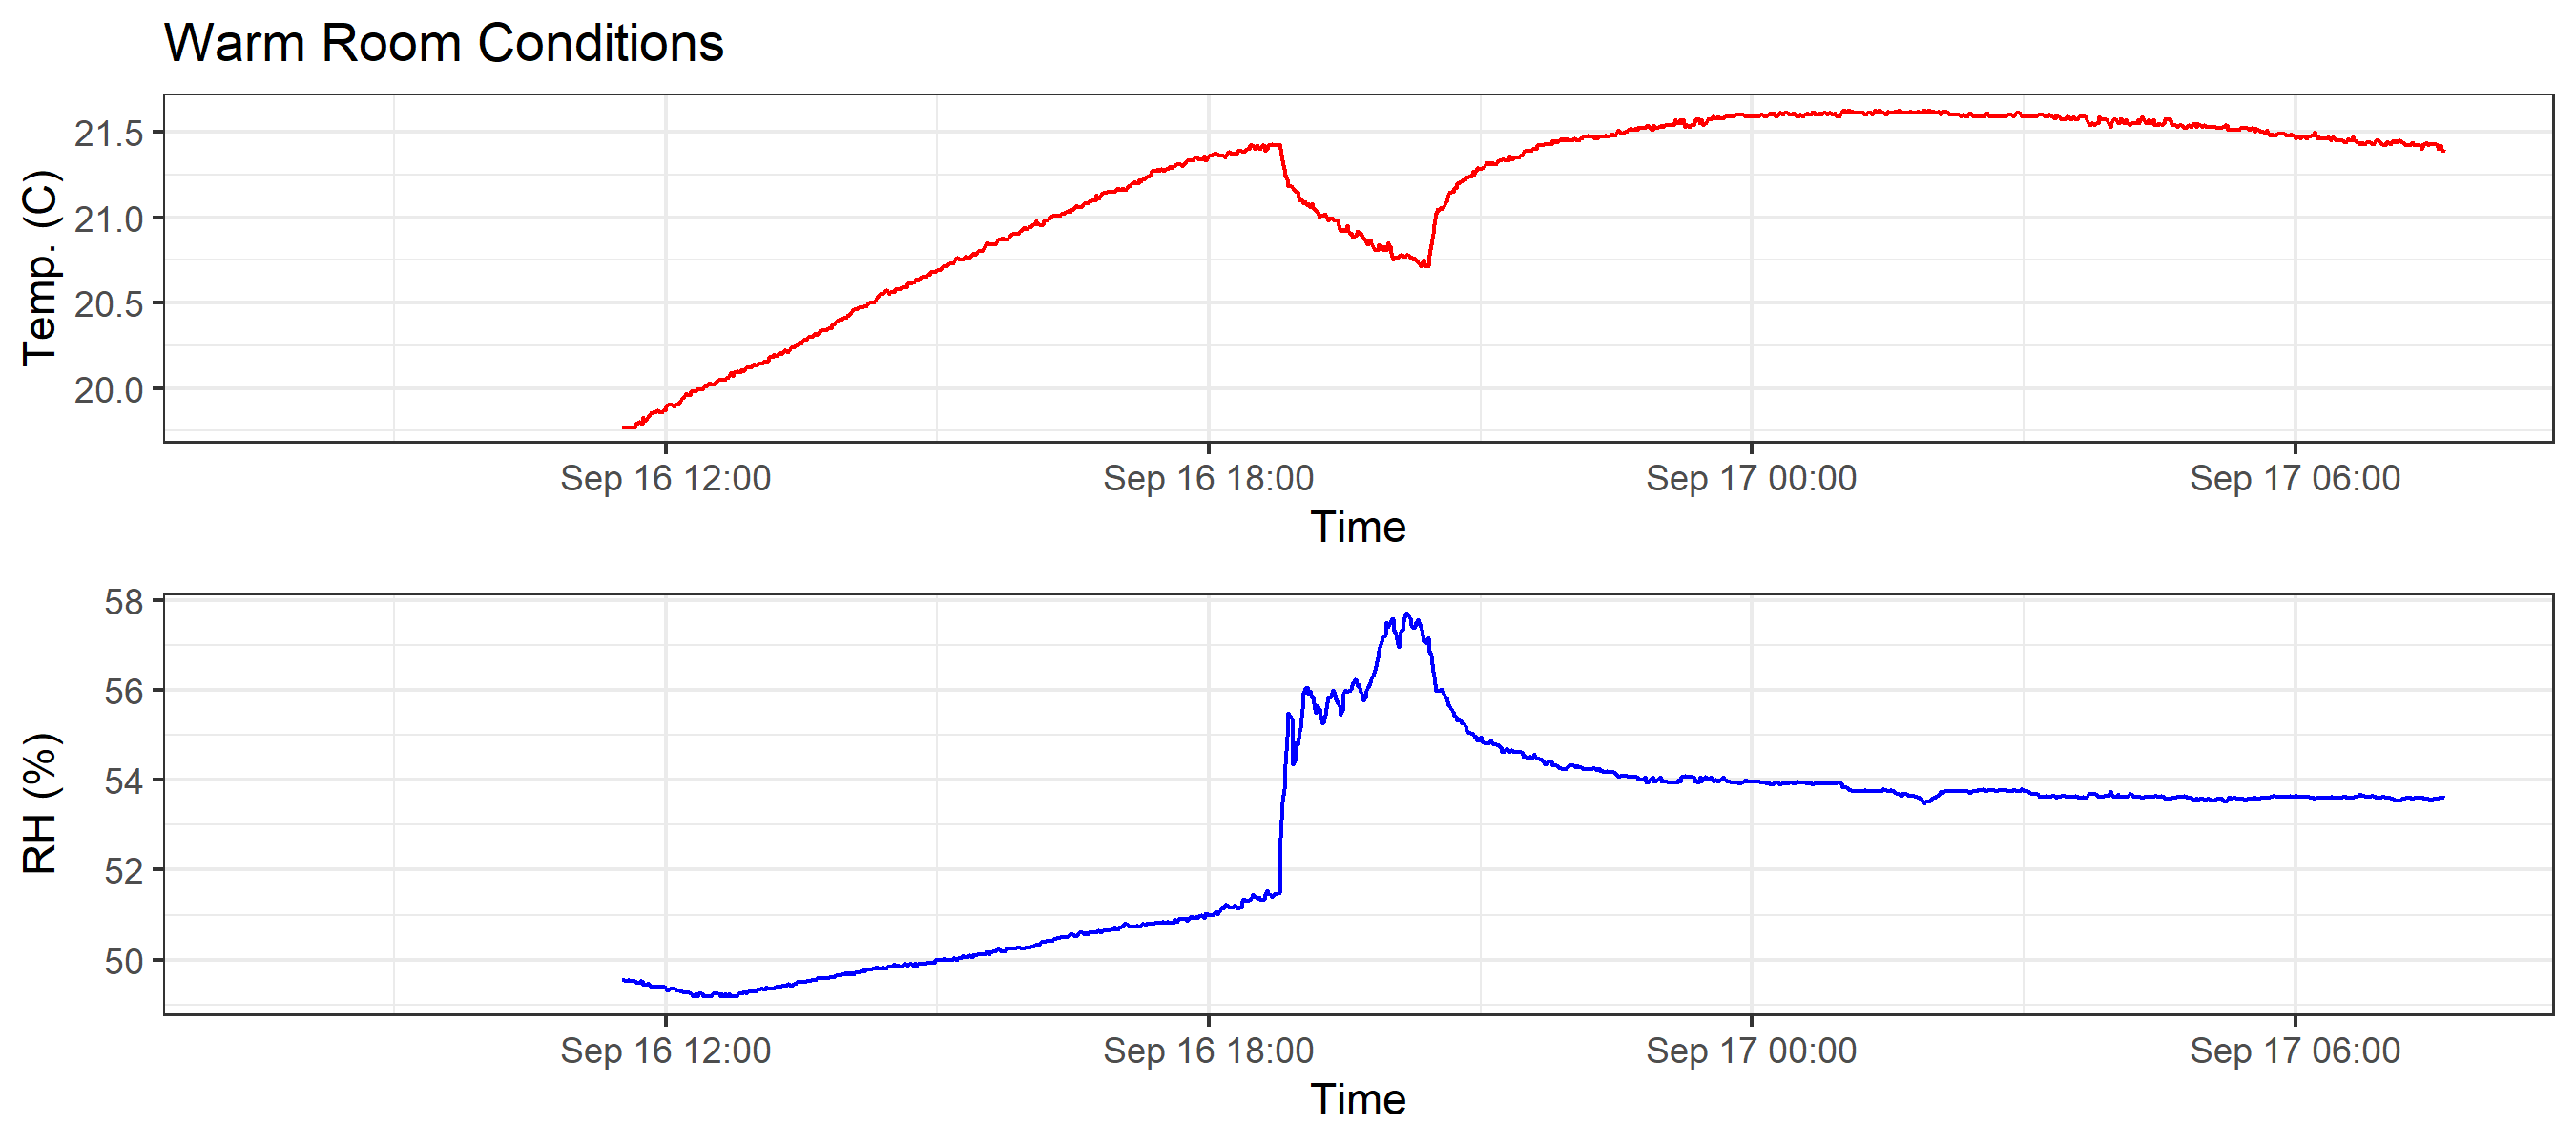 Warm Room Conditions
Temp. (C)
21.5
21.0
20.5
20.0
Sep 16 12:00 Sep 16 18:00 Sep 17 00:00 Sep 17 06:00
Time
RH (%)
58
56
54
52
50
Sep 16 12:00 Sep 16 18:00 Sep 17 00:00 Sep 17 06:00
Time